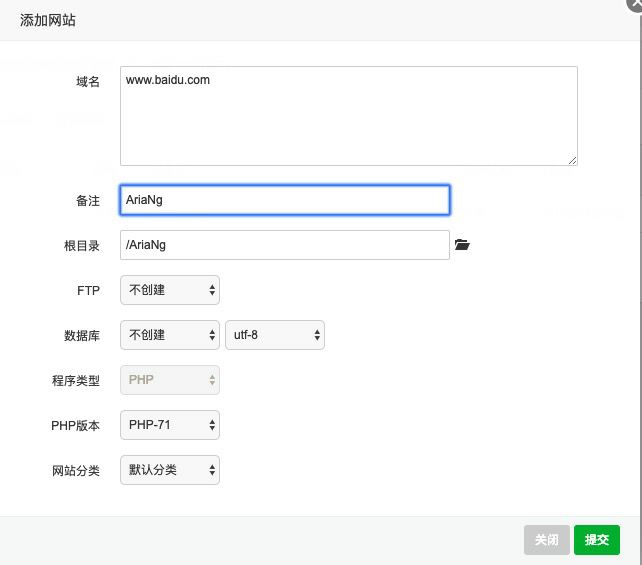 添加网站
域名 www.baidu.com
备注 AriaNg
根目录 /AriaNg
FTP 不创建
数据库 不创建 utf-8
程序类型 PHP
PHP版本 PHP-71
网站分类 默认分类
关闭 提交